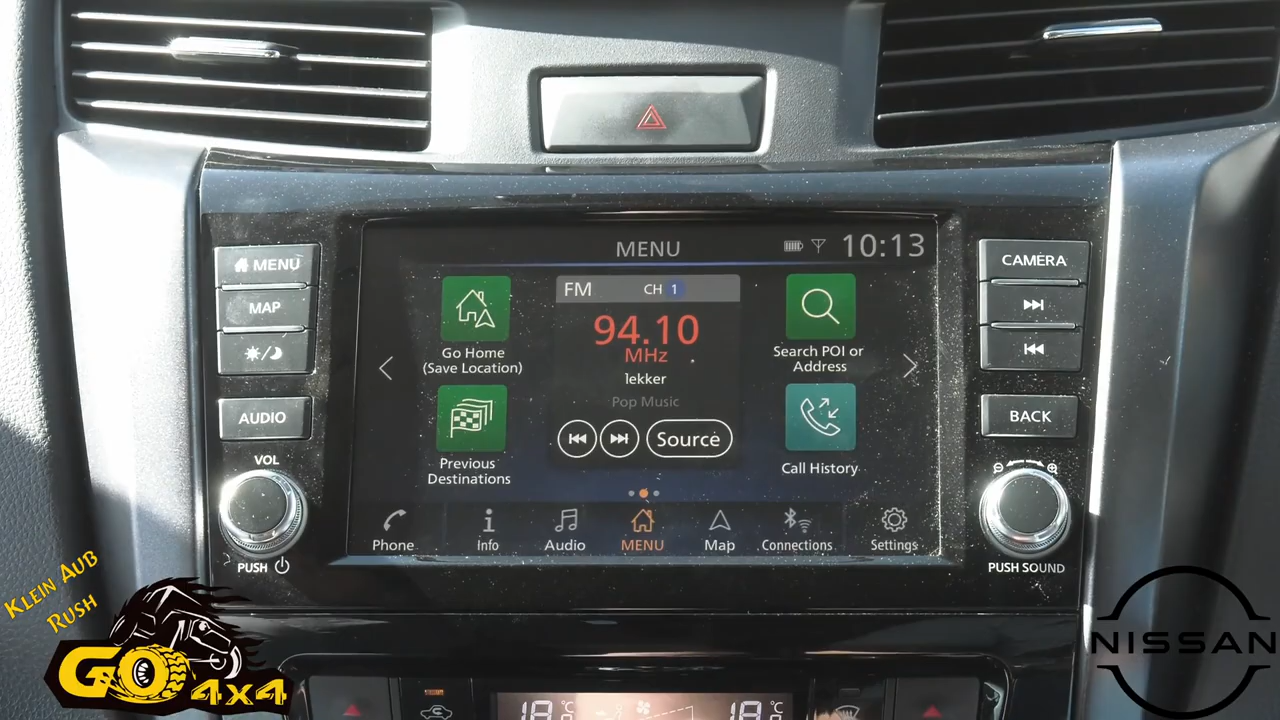 MENU
10:13
MENU
MAP
AUDIO
VOL
PUSH
Go Home
(Save Location)
Previous
Destinations
FM CH 1
94.10
MHz
lekker
Pop Music
Source
Search POI or
Address
Call History
Phone Info Audio MENU Map Connections Settings
CAMERA
BACK
PUSH SOUND
KLEIN AUB
RUSH
GO 4x4
18°C 18°C
NISSAN